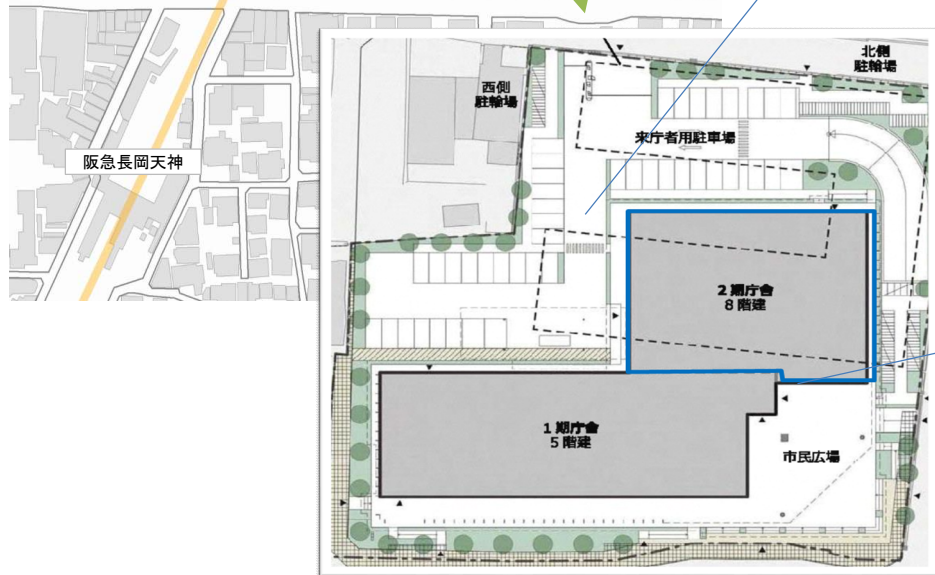 阪急長岡天神
北側
駐輪場
西側
駐輪場
来庁者用駐車場
2期庁舎
8階建
1期庁舎
5階建
市民広場